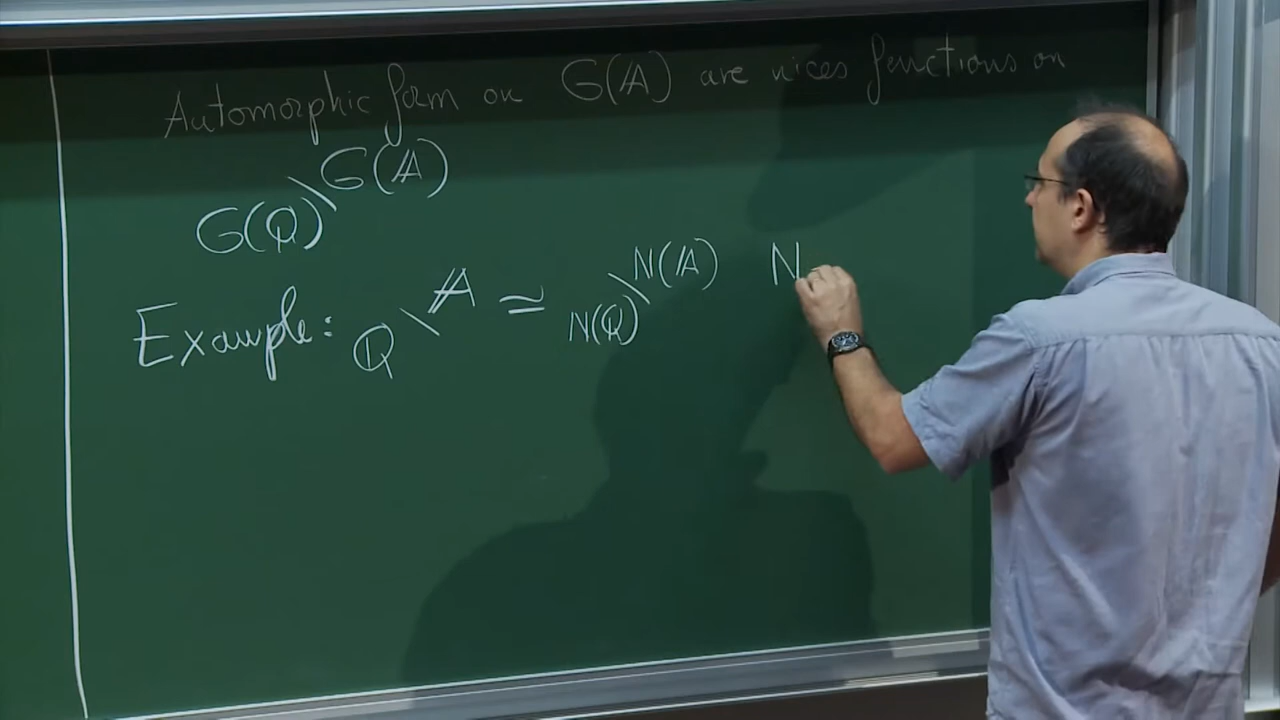 Automorphic form on G(𝔸) are nices functions on
G(Q)\G(𝔸)
Example: Q\𝔸 ≃ N(Q)\N(𝔸) N